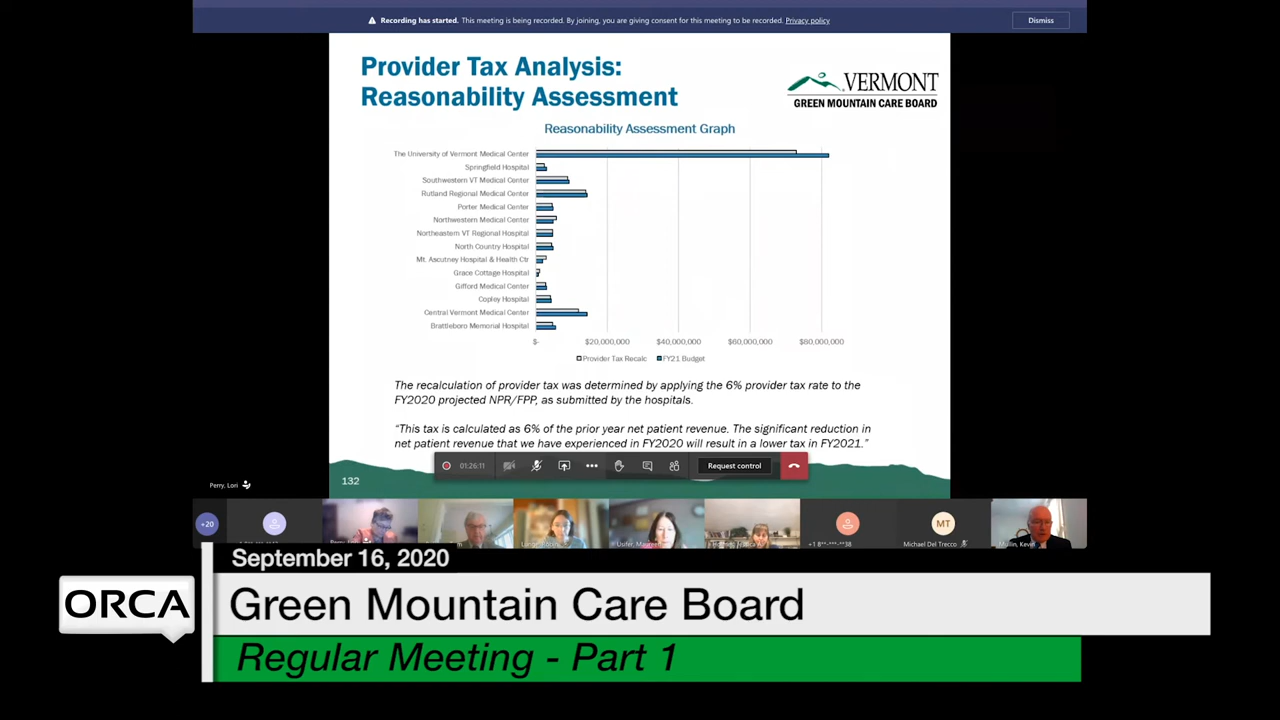 Recording has started. This meeting is being recorded. By joining, you are giving consent for this meeting to be recorded. Privacy policy
Dismiss
Provider Tax Analysis:
Reasonability Assessment
VERMONT
GREEN MOUNTAIN CARE BOARD
Reasonability Assessment Graph
The University of Vermont Medical Center
Springfield Hospital
Southwestern VT Medical Center
Rutland Regional Medical Center
Porter Medical Center
Northwestern Medical Center
Northeastern VT Regional Hospital
North Country Hospital
Mt. Ascutney Hospital & Health Ctr
Grace Cottage Hospital
Gifford Medical Center
Copley Hospital
Central Vermont Medical Center
Brattleboro Memorial Hospital
$- $20,000,000 $40,000,000 $60,000,000 $80,000,000
Provider Tax Recalc FY21 Budget
The recalculation of provider tax was determined by applying the 6% provider tax rate to the
FY2020 projected NPR/FPP, as submitted by the hospitals.
“This tax is calculated as 6% of the prior year net patient revenue. The significant reduction in
net patient revenue that we have experienced in FY2020 will result in a lower tax in FY2021.”
01:26:11
Request control
132
Perry, Lori
+20
MT
Michael Del Trecco
Mullin, Kevin
September 16, 2020
ORCA
Green Mountain Care Board
Regular Meeting - Part 1